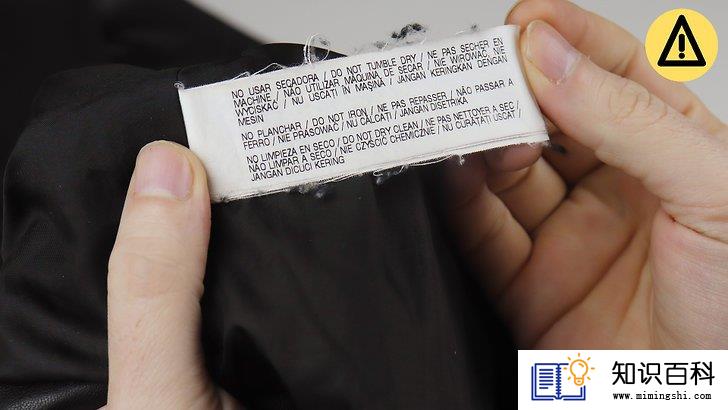 NO USAR SECADORA / DO NOT TUMBLE DRY / NE PAS SECHER EN
MACHINE / NÃO UTILIZAR MÁQUINA DE SECAR / NIE WIROWAĆ, NIE
WYCISKAĆ / NU USCAȚI IN MAȘINA / JANGAN KERINGKAN DENGAN
MESIN
NO PLANCHAR / DO NOT IRON / NE PAS REPASSER / NÃO PASSAR A
FERRO / NIE PRASOWAĆ / NU CALCAȚI / JANGAN DISETRIKA
NO LIMPIEZA EN SECO / DO NOT DRY CLEAN / NE PAS NETTOYER A SEC /
NÃO LIMPAR A SECO / NIE CZYŚCIĆ CHEMICZNIE / NU CURĂȚAȚI USCAT /
JANGAN DICUCI KERING
知识百科
www.mimingshi.com